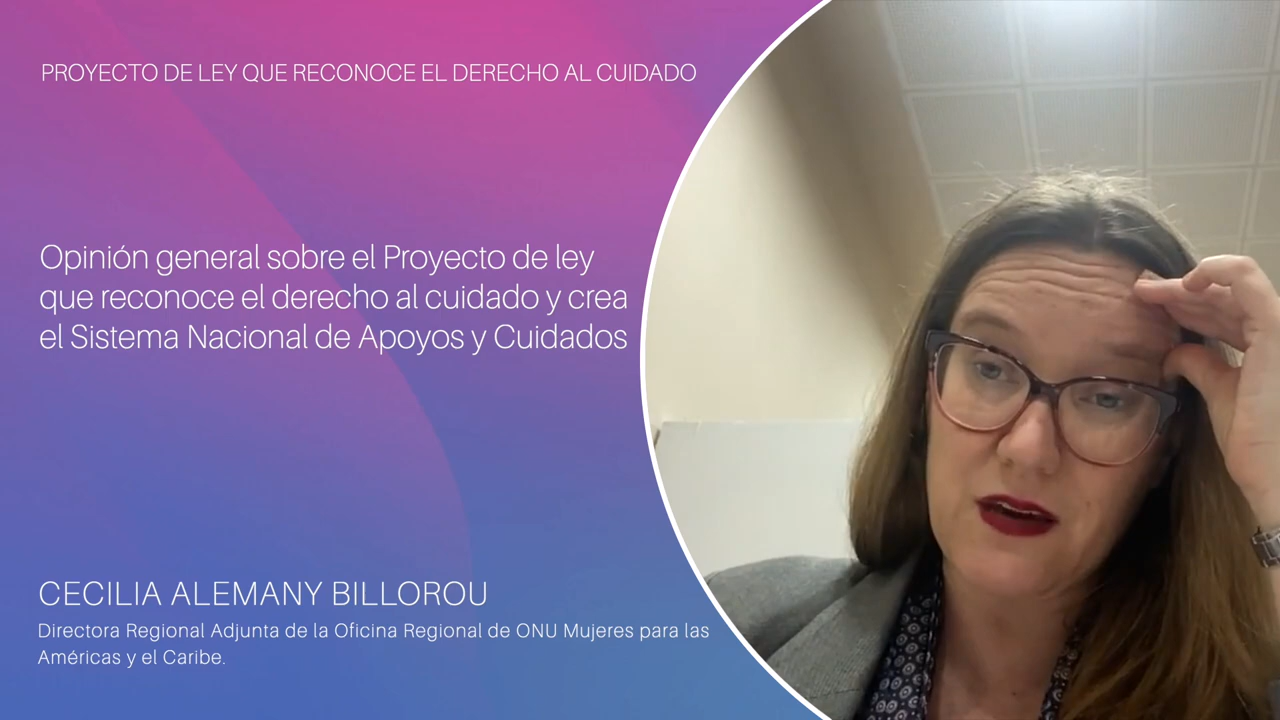 PROYECTO DE LEY QUE RECONOCE EL DERECHO AL CUIDADO
Opinión general sobre el Proyecto de ley
que reconoce el derecho al cuidado y crea
el Sistema Nacional de Apoyos y Cuidados
CECILIA ALEMANY BILLOROU
Directora Regional Adjunta de la Oficina Regional de ONU Mujeres para las
Américas y el Caribe.